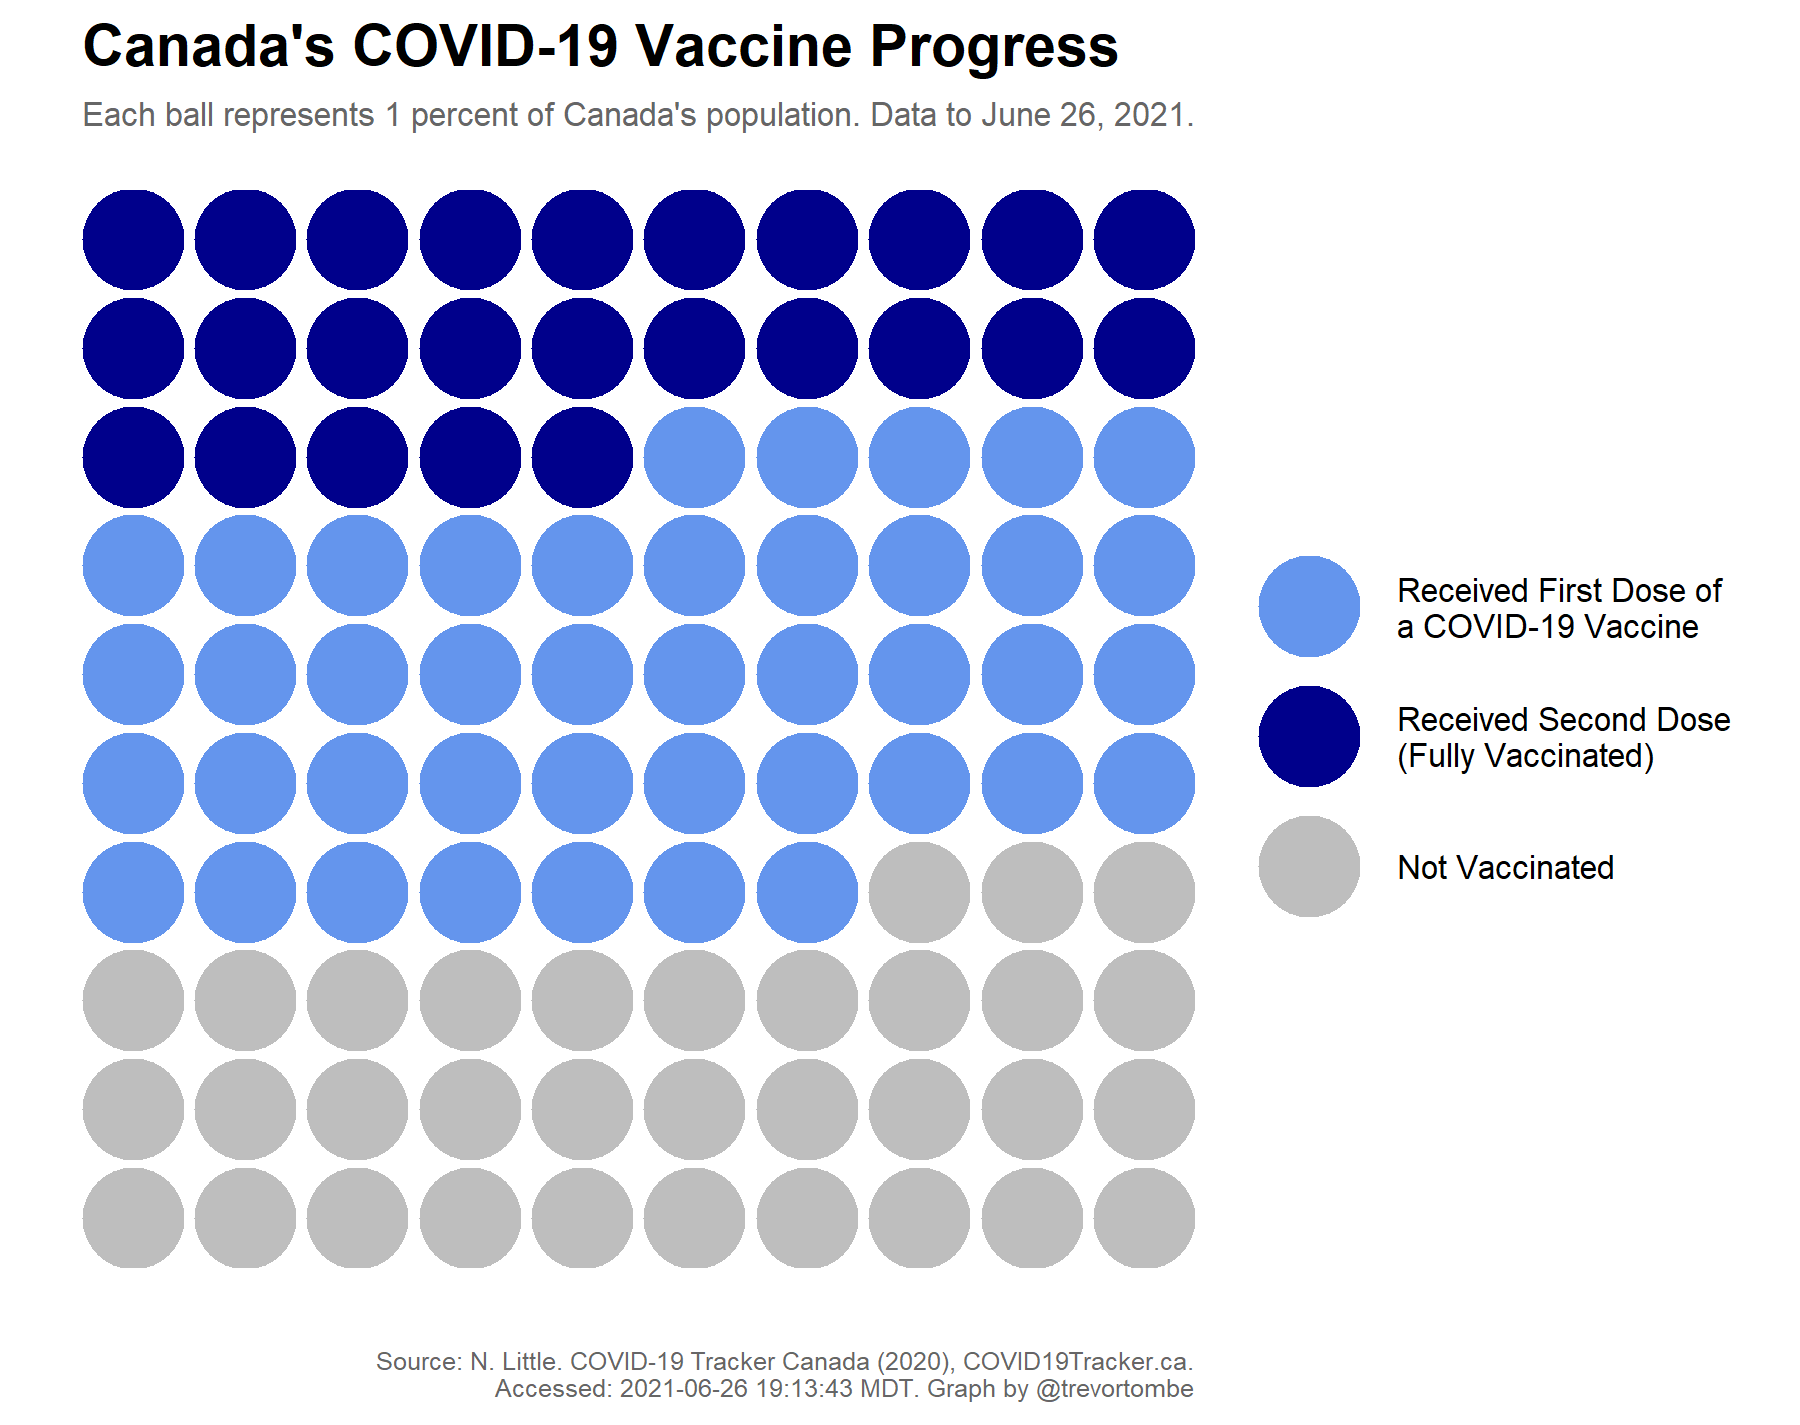 Canada's COVID-19 Vaccine Progress
Each ball represents 1 percent of Canada's population. Data to June 26, 2021.
Received First Dose of
a COVID-19 Vaccine
Received Second Dose
(Fully Vaccinated)
Not Vaccinated
Source: N. Little. COVID-19 Tracker Canada (2020), COVID19Tracker.ca.
Accessed: 2021-06-26 19:13:43 MDT. Graph by @trevortombe